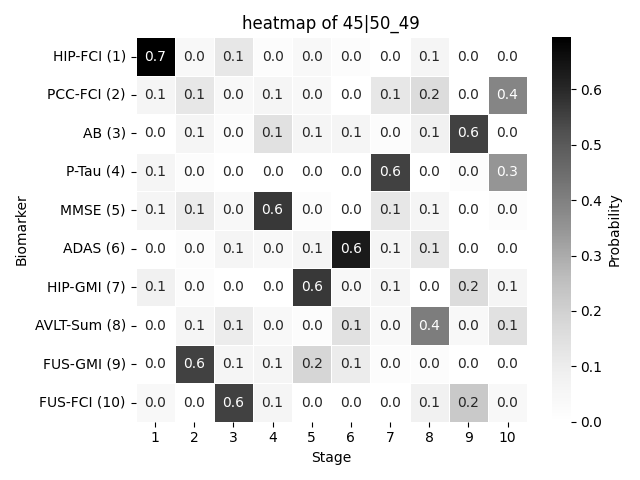 heatmap of 45|50_49
HIP-FCI (1) 0.7 0.0 0.1 0.0 0.0 0.0 0.0 0.1 0.0 0.0
PCC-FCI (2) 0.1 0.1 0.0 0.1 0.0 0.0 0.1 0.2 0.0 0.4
AB (3) 0.0 0.1 0.0 0.1 0.1 0.1 0.0 0.1 0.6 0.0
P-Tau (4) 0.1 0.0 0.0 0.0 0.0 0.0 0.6 0.0 0.0 0.3
MMSE (5) 0.1 0.1 0.0 0.6 0.0 0.0 0.1 0.1 0.0 0.0
ADAS (6) 0.0 0.0 0.1 0.0 0.1 0.6 0.1 0.1 0.0 0.0
HIP-GMI (7) 0.1 0.0 0.0 0.0 0.6 0.0 0.1 0.0 0.2 0.1
AVLT-Sum (8) 0.0 0.1 0.1 0.0 0.0 0.1 0.0 0.4 0.0 0.1
FUS-GMI (9) 0.0 0.6 0.1 0.1 0.2 0.1 0.0 0.0 0.0 0.0
FUS-FCI (10) 0.0 0.0 0.6 0.1 0.0 0.0 0.0 0.1 0.2 0.0
1 2 3 4 5 6 7 8 9 10
Stage
Biomarker
0.6
0.5
0.4
0.3
0.2
0.1
0.0
Probability